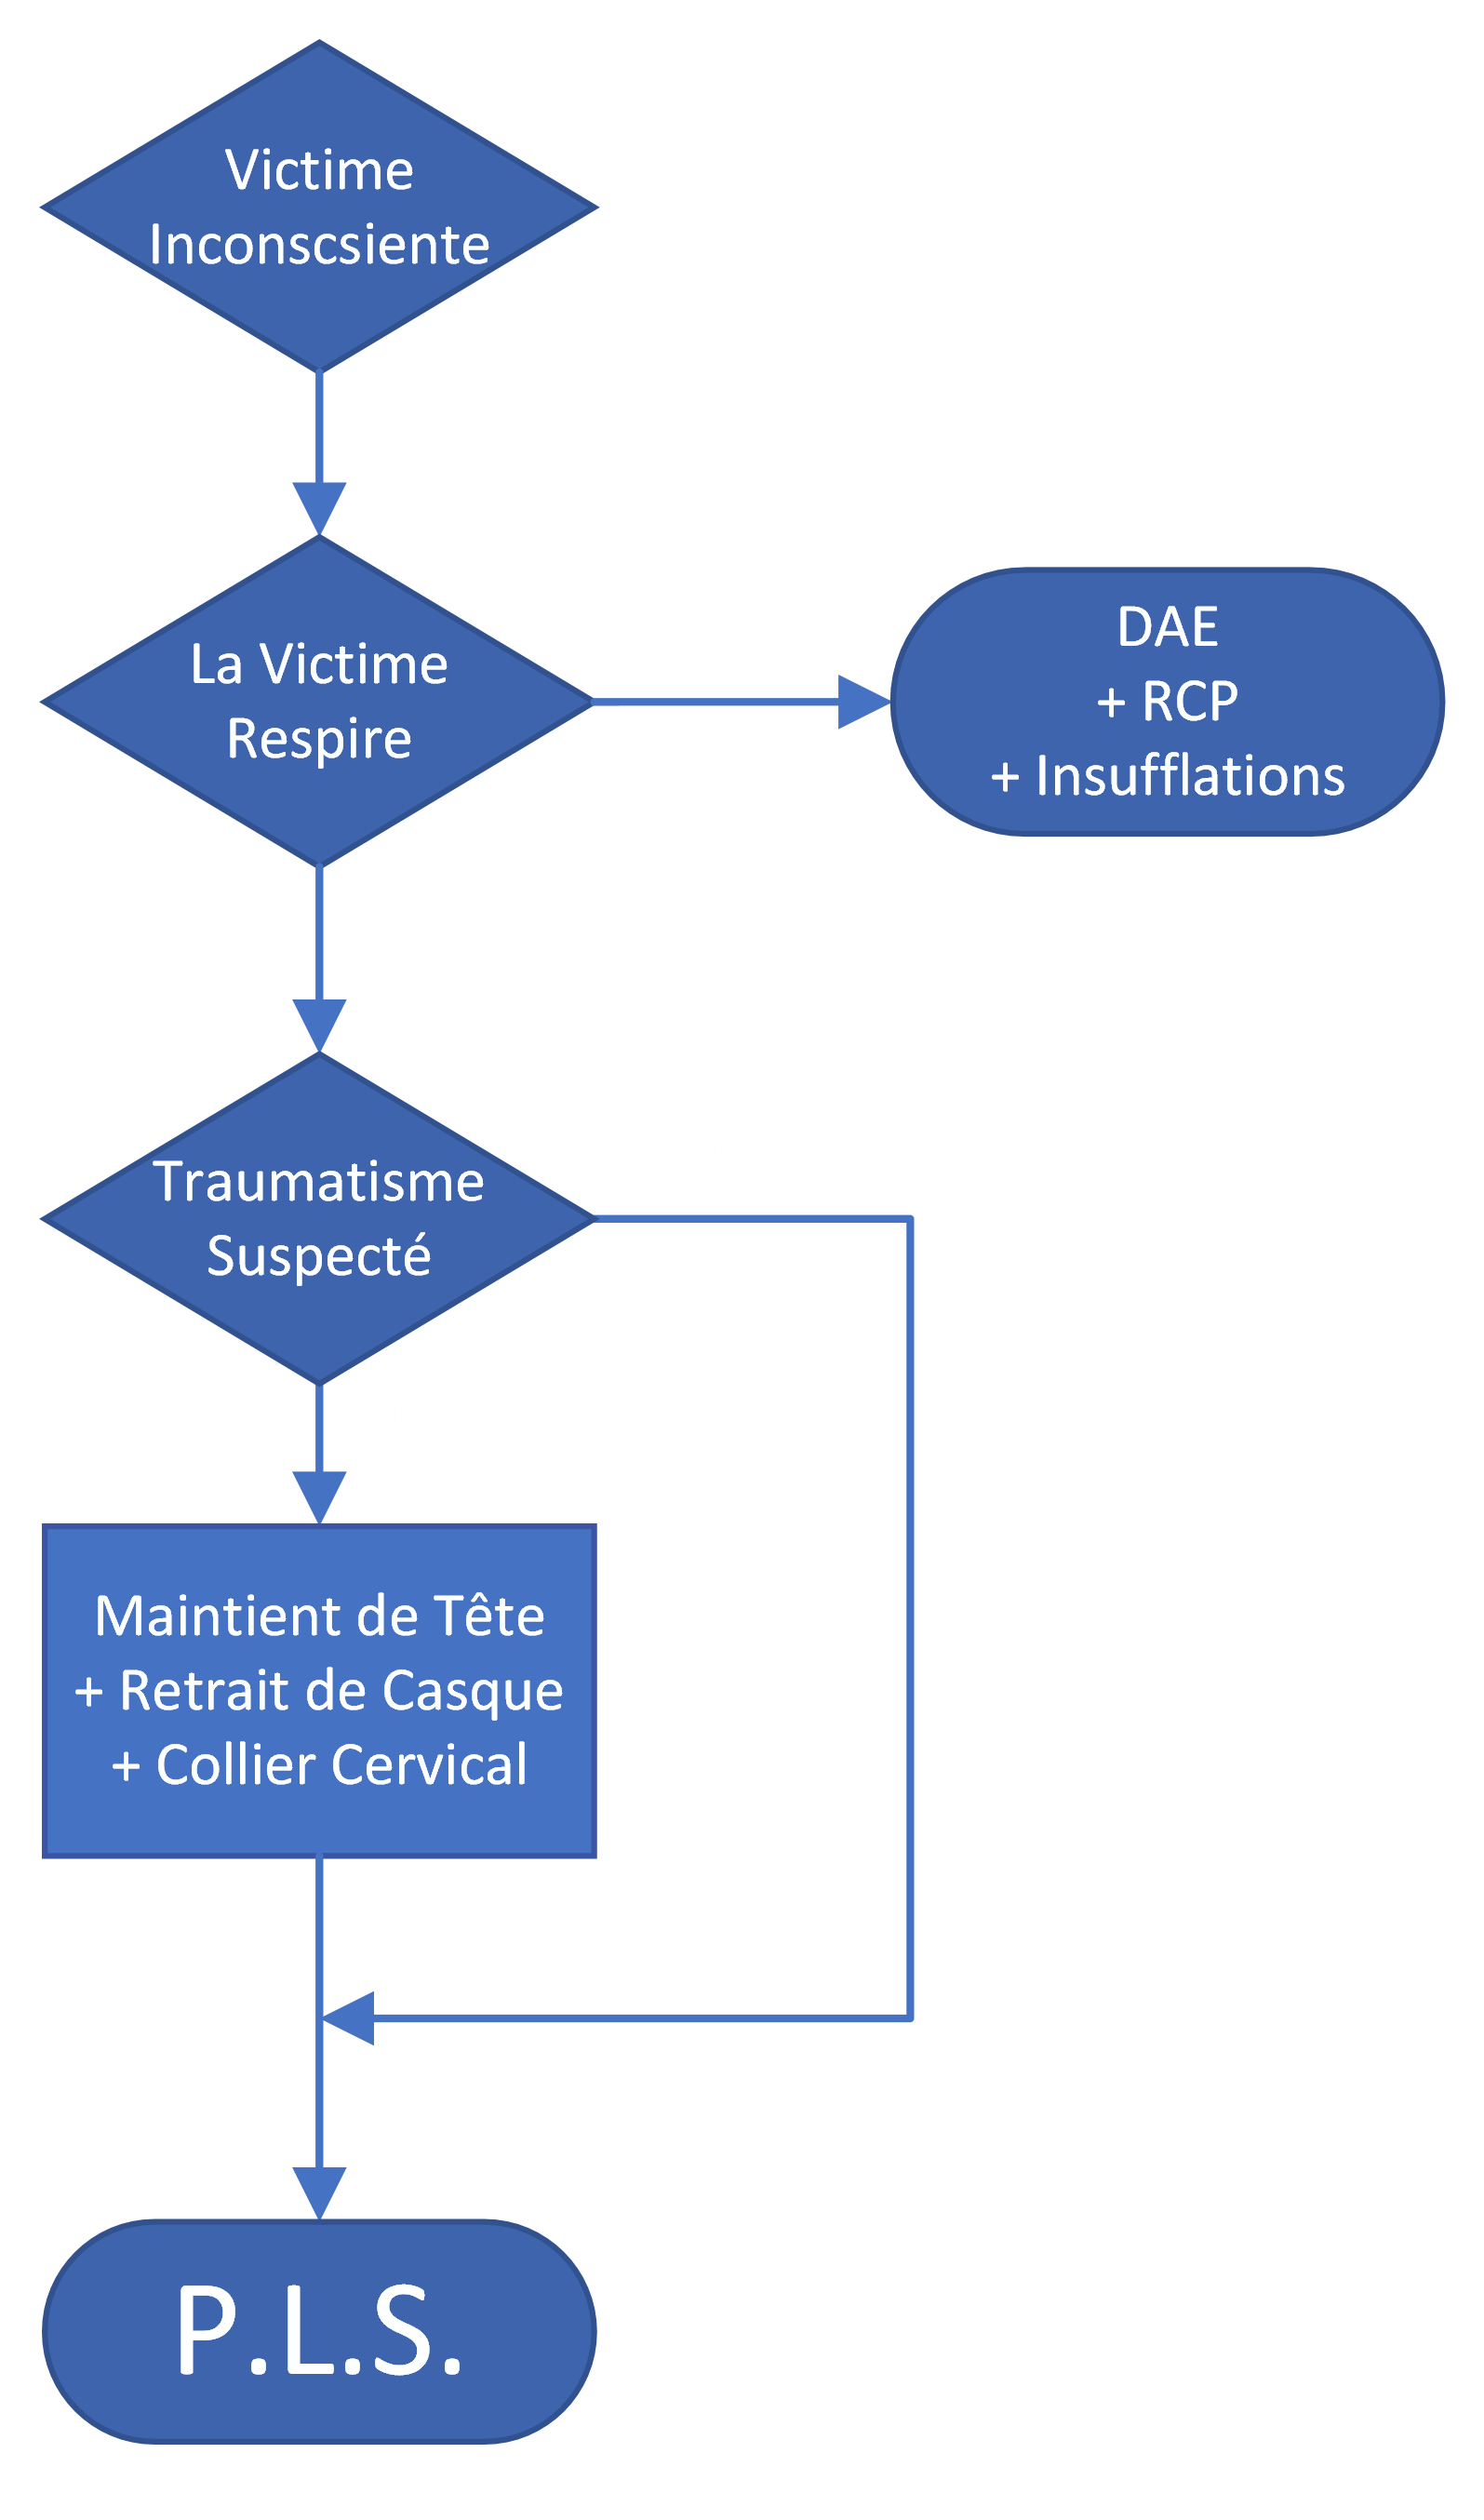 Victime
Inconscsiente
La Victime
Respire
DAE
+ RCP
+ Insufflations
Traumatisme
Suspecté
Maintient de Tête
+ Retrait de Casque
+ Collier Cervical
P.L.S.